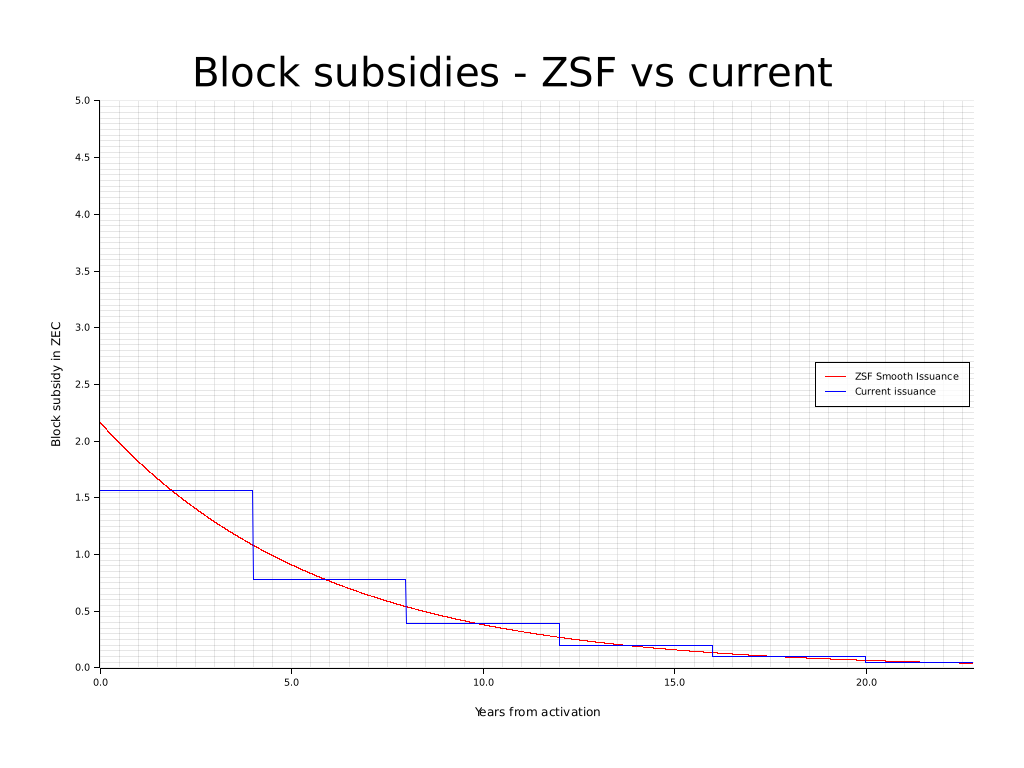 Block subsidies - ZSF vs current
5.0
4.5
4.0
3.5
3.0
2.5
2.0
1.5
1.0
0.5
0.0
Block subsidy in ZEC
ZSF Smooth Issuance
Current issuance
0.0 5.0 10.0 15.0 20.0
Years from activation